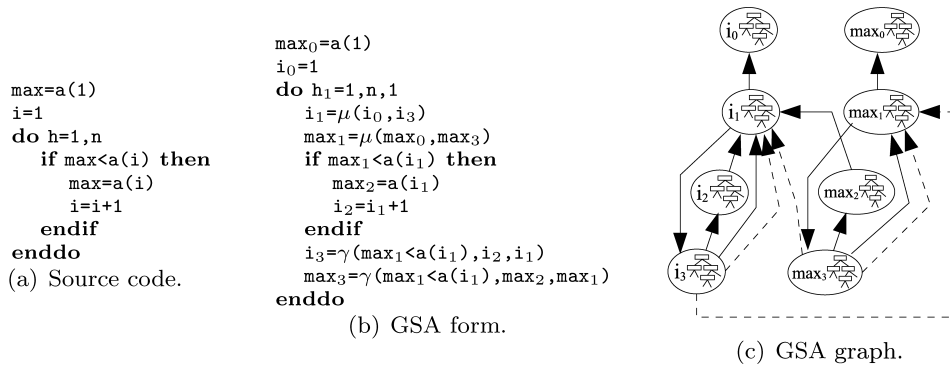 max=a(1)
i=1
do h=1,n
if max<a(i) then
max=a(i)
i=i+1
endif
enddo
(a) Source code.
max₀=a(1)
i₀=1
do h₁=1,n,1
i₁=μ(i₀,i₃)
max₁=μ(max₀,max₃)
if max₁<a(i₁) then
max₂=a(i₁)
i₂=i₁+1
endif
i₃=γ(max₁<a(i₁),i₂,i₁)
max₃=γ(max₁<a(i₁),max₂,max₁)
enddo
(b) GSA form.
i₀
max₀
i₁
max₁
i₂
max₂
i₃
max₃
(c) GSA graph.